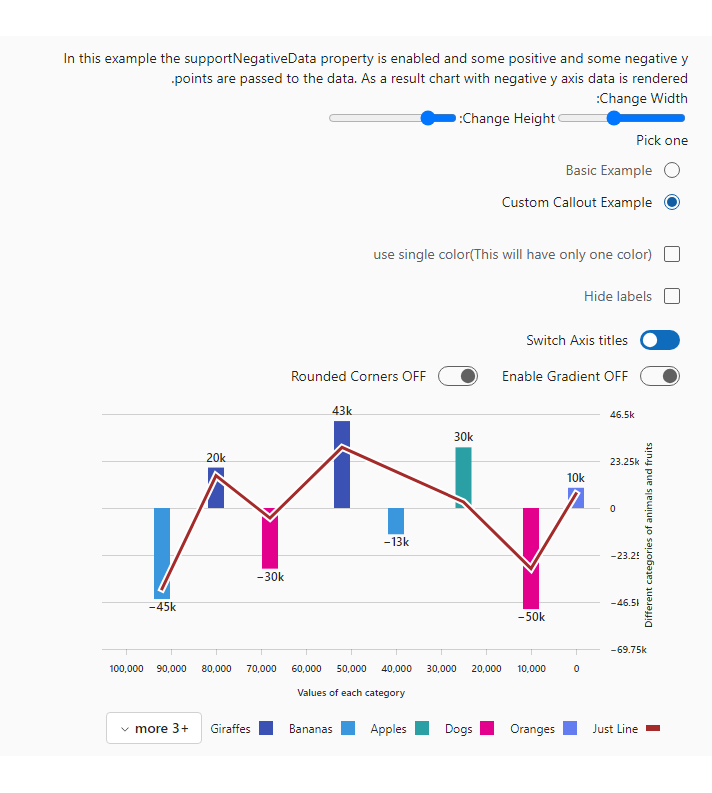 In this example the supportNegativeData property is enabled and some positive and some negative y
.points are passed to the data. As a result chart with negative y axis data is rendered
:Change Width
:Change Height
Pick one
Basic Example
Custom Callout Example
use single color(This will have only one color)
Hide labels
Switch Axis titles
Rounded Corners OFF
Enable Gradient OFF
43k
46.5k
30k
20k
23.25k
10k
0
−13k
−23.25
−30k
−45k
−46.5k
−50k
−69.75k
Different categories of animals and fruits
100,000 90,000 80,000 70,000 60,000 50,000 40,000 30,000 20,000 10,000 0
Values of each category
more 3+ Giraffes Bananas Apples Dogs Oranges Just Line